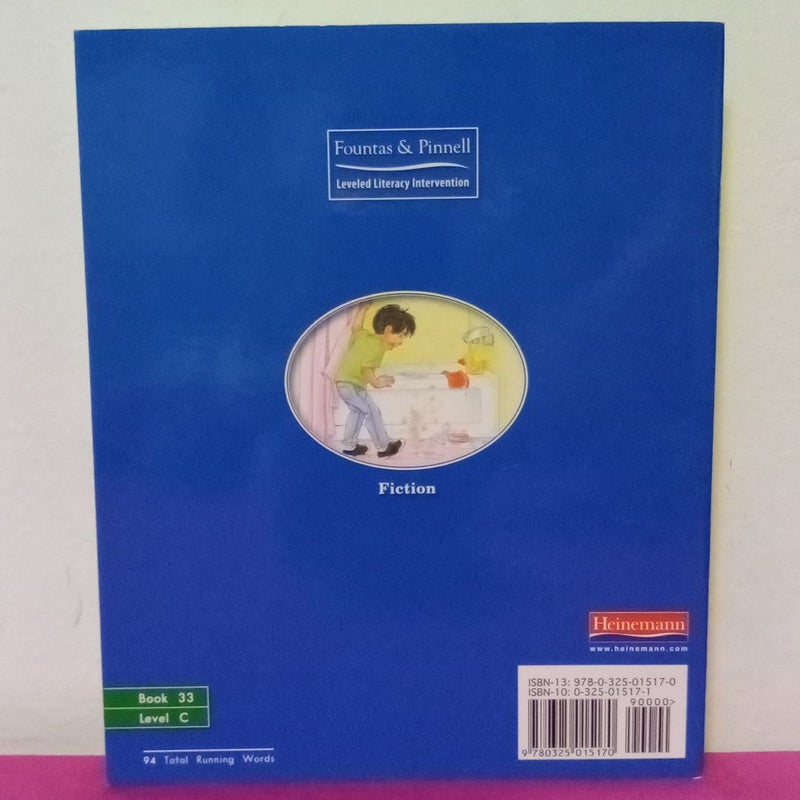 Fountas & Pinnell
Leveled Literacy Intervention
Fiction
Heinemann
www.heinemann.com
ISBN-13: 978-0-325-01517-0
ISBN-10: 0-325-01517-1
90000>
9 780325 015170
Book 33
Level C
94 Total Running Words